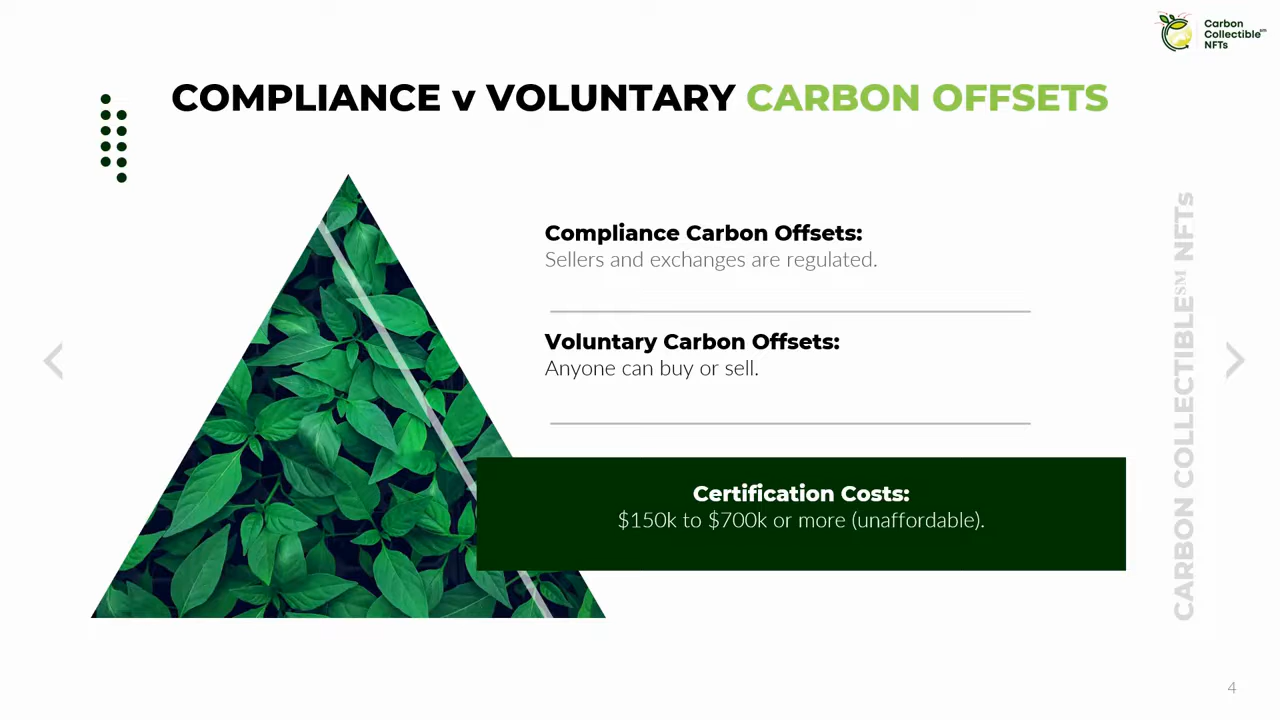 Carbon
Collectible℠
NFTs
COMPLIANCE v VOLUNTARY CARBON OFFSETS
Compliance Carbon Offsets:
Sellers and exchanges are regulated.
Voluntary Carbon Offsets:
Anyone can buy or sell.
Certification Costs:
$150k to $700k or more (unaffordable).
CARBON COLLECTIBLE℠ NFTs
4